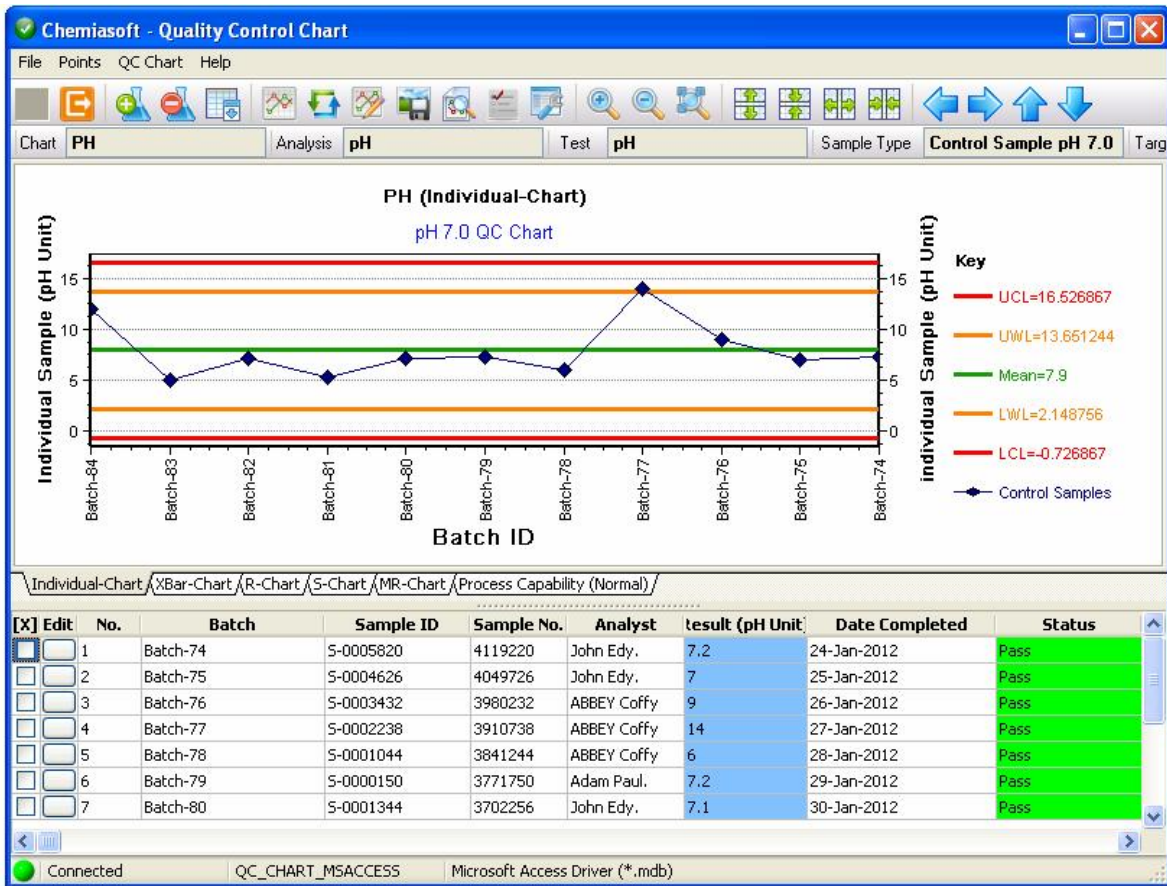 Chemiasoft - Quality Control Chart
File Points QC Chart Help
Chart PH Analysis pH Test pH Sample Type Control Sample pH 7.0 Targ
PH (Individual-Chart)
pH 7.0 QC Chart
Individual Sample (pH Unit)
15
10
5
0
15
10
5
0
individual Sample (pH Unit)
Batch-84
Batch-83
Batch-82
Batch-81
Batch-80
Batch-79
Batch-78
Batch-77
Batch-76
Batch-75
Batch-74
Batch ID
Key
UCL=16.526867
UWL=13.651244
Mean=7.9
LWL=2.148756
LCL=-0.726867
Control Samples
Individual-Chart XBar-Chart R-Chart S-Chart MR-Chart Process Capability (Normal)
[X] Edit No. Batch Sample ID Sample No. Analyst Result (pH Unit) Date Completed Status
1 Batch-74 S-0005820 4119220 John Edy. 7.2 24-Jan-2012 Pass
2 Batch-75 S-0004626 4049726 John Edy. 7 25-Jan-2012 Pass
3 Batch-76 S-0003432 3980232 ABBEY Coffy 9 26-Jan-2012 Pass
4 Batch-77 S-0002238 3910738 ABBEY Coffy 14 27-Jan-2012 Pass
5 Batch-78 S-0001044 3841244 ABBEY Coffy 6 28-Jan-2012 Pass
6 Batch-79 S-0000150 3771750 Adam Paul. 7.2 29-Jan-2012 Pass
7 Batch-80 S-0001344 3702256 John Edy. 7.1 30-Jan-2012 Pass
Connected QC_CHART_MSACCESS Microsoft Access Driver (*.mdb)